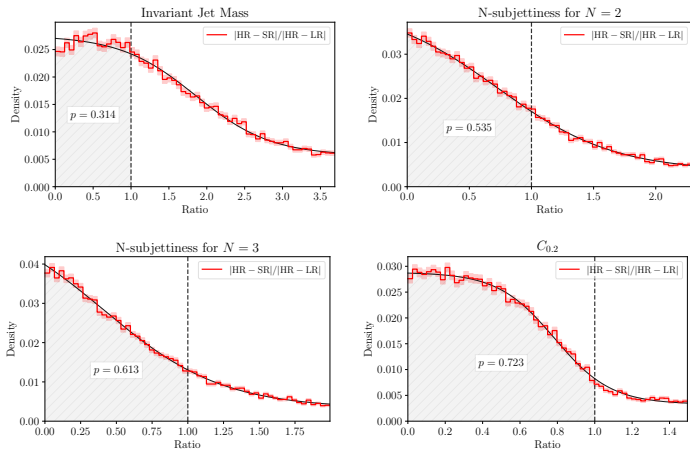 Invariant Jet Mass
|HR − SR|/|HR − LR|
Density
0.025
0.020
0.015
0.010
0.005
0.000
p = 0.314
0.0 0.5 1.0 1.5 2.0 2.5 3.0 3.5
Ratio
N-subjettiness for N = 2
|HR − SR|/|HR − LR|
Density
0.03
0.02
0.01
0.00
p = 0.535
0.0 0.5 1.0 1.5 2.0
Ratio
N-subjettiness for N = 3
|HR − SR|/|HR − LR|
Density
0.04
0.03
0.02
0.01
0.00
p = 0.613
0.00 0.25 0.50 0.75 1.00 1.25 1.50 1.75
Ratio
C0.2
|HR − SR|/|HR − LR|
Density
0.030
0.025
0.020
0.015
0.010
0.005
0.000
p = 0.723
0.0 0.2 0.4 0.6 0.8 1.0 1.2 1.4
Ratio